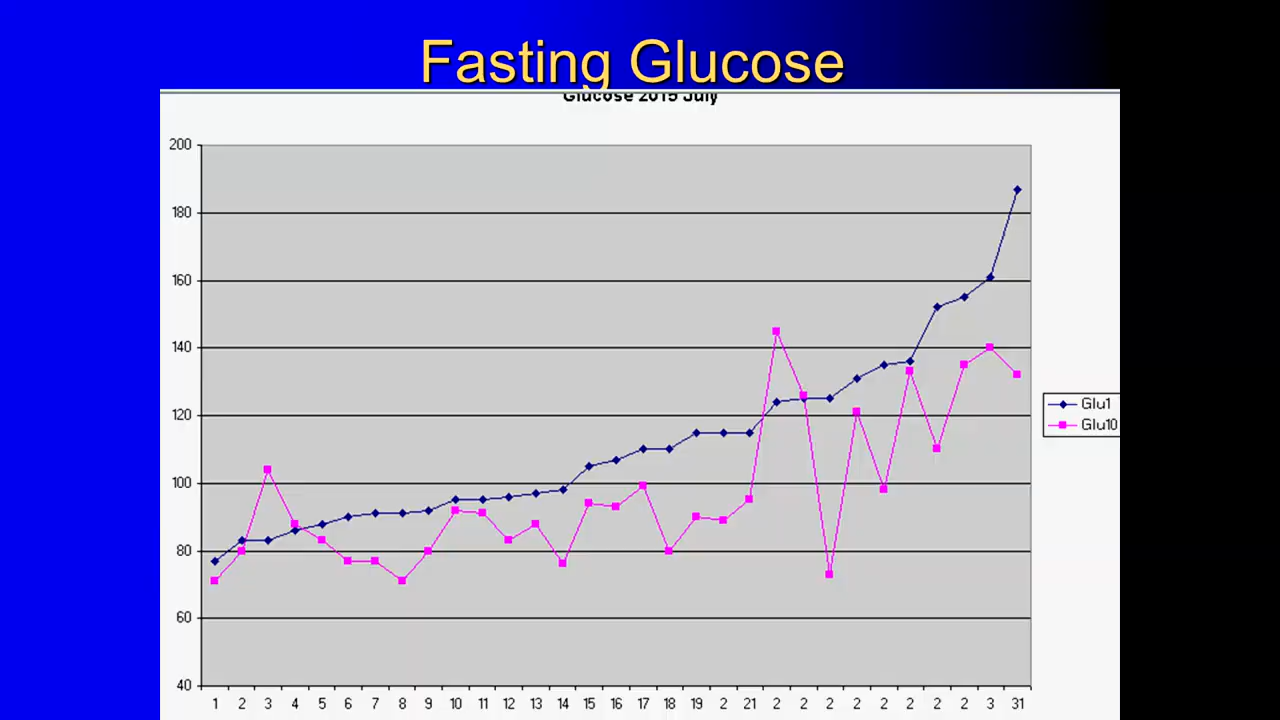 Fasting Glucose
Glucose 2015 July
200
180
160
140
120
100
80
60
40
1 2 3 4 5 6 7 8 9 10 11 12 13 14 15 16 17 18 19 2 21 2 2 2 2 2 2 2 2 3 31
Glu1
Glu10